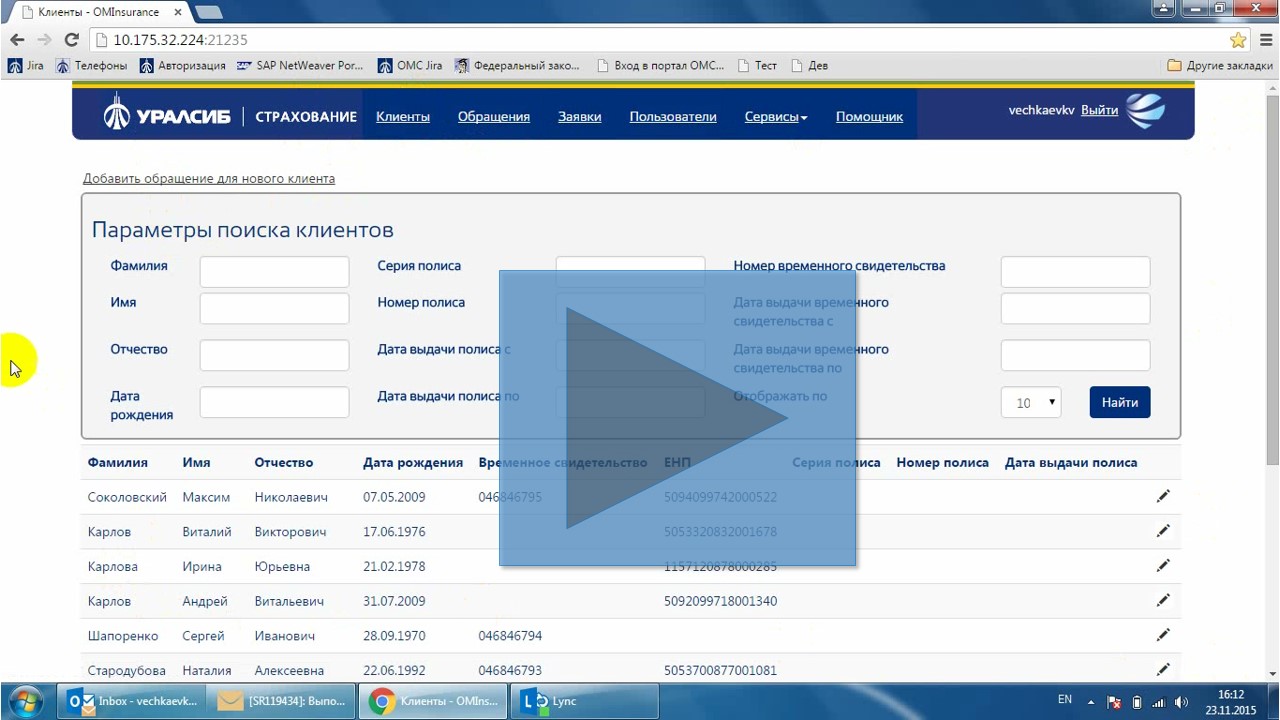 Клиенты - OMInsurance
10.175.32.224:21235
Jira Телефоны Авторизация SAP NetWeaver Por... ОМС Jira Федеральный зако... Вход в портал ОМС... Тест Дев Другие закладки
УРАЛСИБ | СТРАХОВАНИЕ Клиенты Обращения Заявки Пользователи Сервисы Помощник vechkaevkv Выйти
Добавить обращение для нового клиента
Параметры поиска клиентов
Фамилия Серия полиса Номер временного свидетельства
Имя Номер полиса Дата выдачи временного
свидетельства с
Отчество Дата выдачи полиса с Дата выдачи временного
свидетельства по
Дата Дата выдачи полиса по Отображать по 10 Найти
рождения
Фамилия Имя Отчество Дата рождения Временное свидетельство ЕНП Серия полиса Номер полиса Дата выдачи полиса
Соколовский Максим Николаевич 07.05.2009 046846795 5094099742000522
Карлов Виталий Викторович 17.06.1976 5053320832001678
Карлова Ирина Юрьевна 21.02.1978 1157120878000285
Карлов Андрей Витальевич 31.07.2009 5092099718001340
Шапоренко Сергей Иванович 28.09.1970 046846794
Стародубова Наталия Алексеевна 22.06.1992 046846793 5053700877001081
Inbox - vechkaevk... [SR119434]: Выпо... Клиенты - OMIns... Lync EN 16:12
23.11.2015